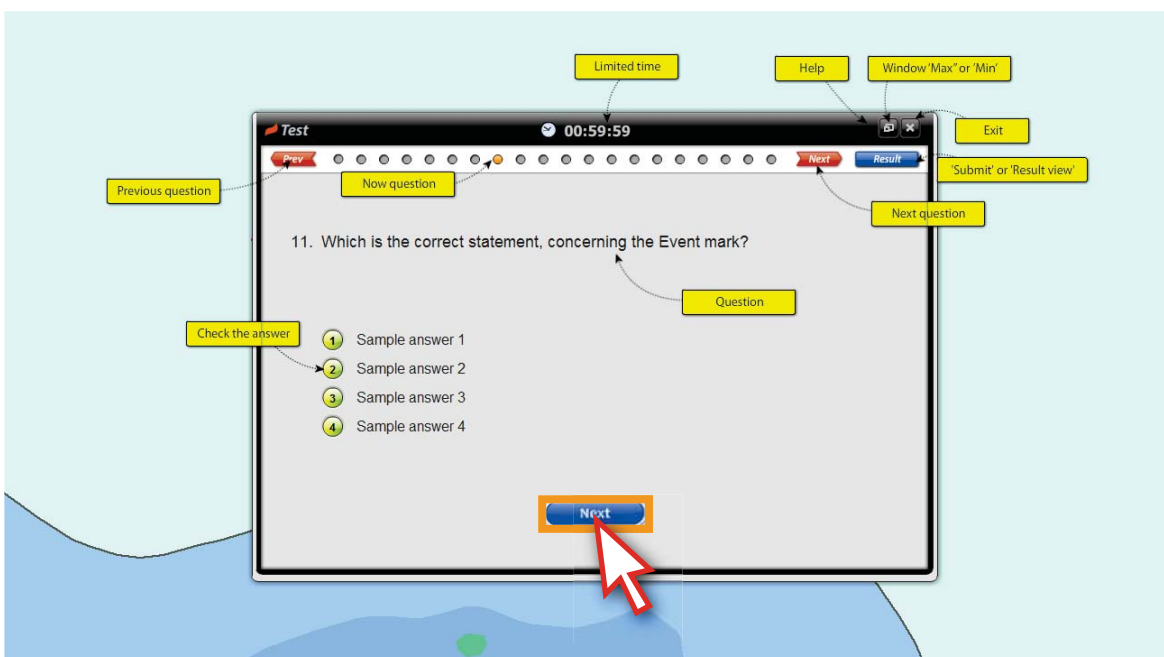 Limited time
Help
Window 'Max" or 'Min'
Test
00:59:59
Exit
Prev
Next
Result
'Submit' or 'Result view'
Previous question
Now question
Next question
11. Which is the correct statement, concerning the Event mark?
Question
Check the answer
1 Sample answer 1
2 Sample answer 2
3 Sample answer 3
4 Sample answer 4
Next